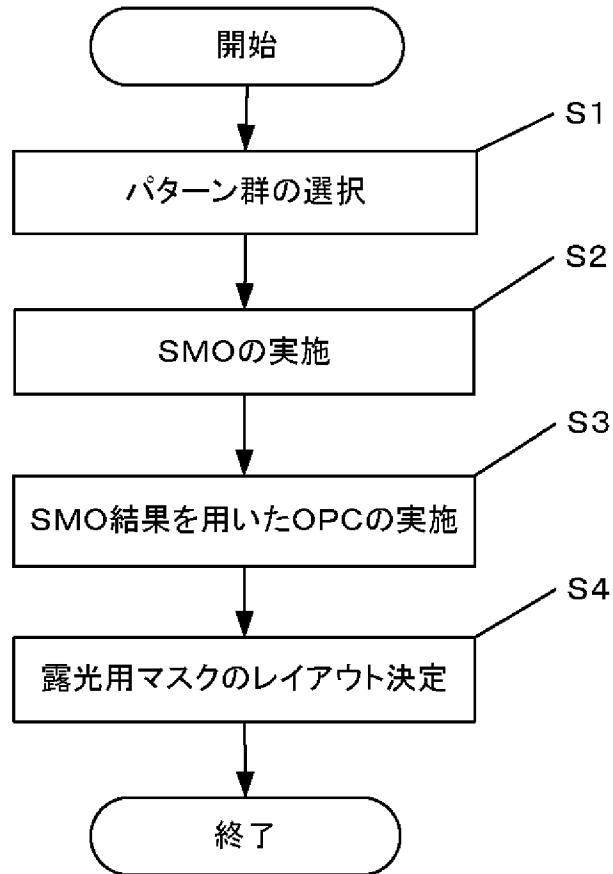 開始
S1
パターン群の選択
S2
SMOの実施
S3
SMO結果を用いたOPCの実施
S4
露光用マスクのレイアウト決定
終了